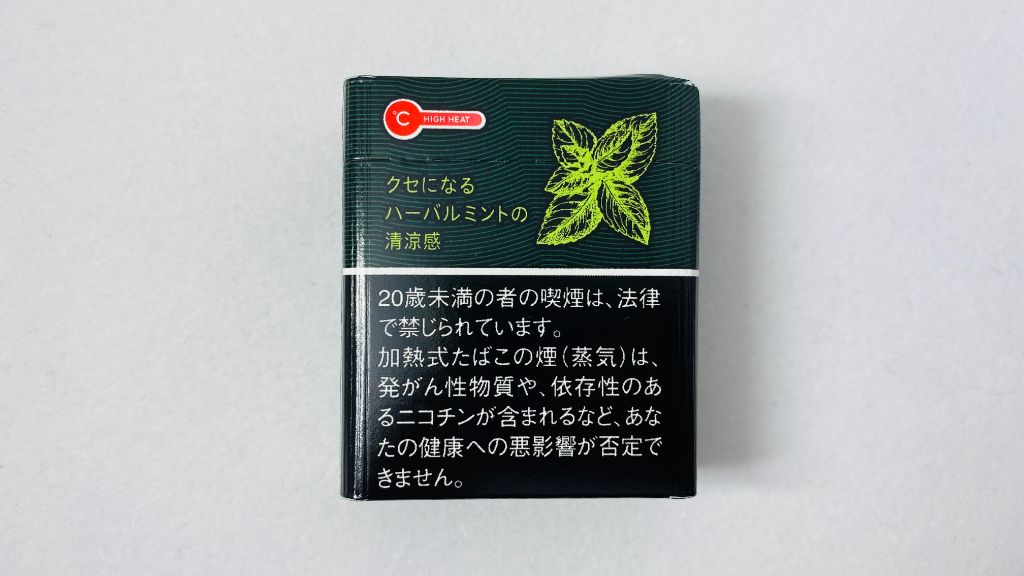 ℃ HIGH HEAT
クセになる
ハーバルミントの
清涼感
20歳未満の者の喫煙は、法律
で禁じられています。
加熱式たばこの煙(蒸気)は、
発がん性物質や、依存性のあ
るニコチンが含まれるなど、あな
たの健康への悪影響が否定で
きません。